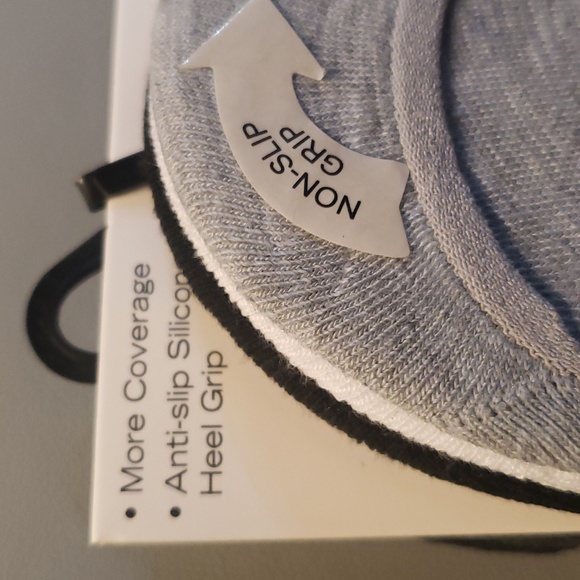 NON-SLIP
GRIP
• More Coverage
• Anti-slip Silicon
Heel Grip